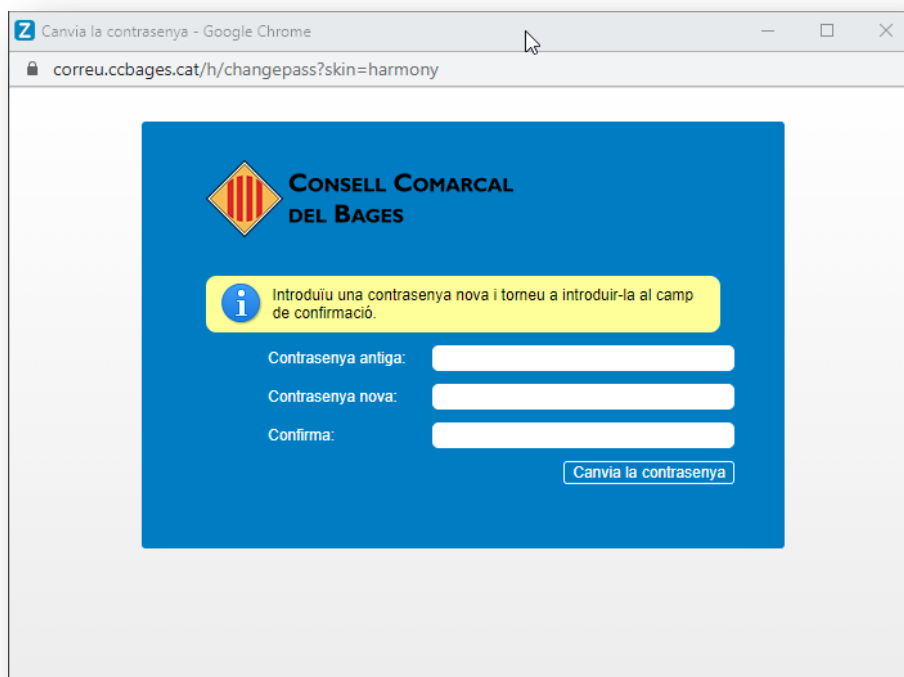 Z Canvia la contrasenya - Google Chrome
correu.ccbages.cat/h/changepass?skin=harmony
CONSELL COMARCAL
DEL BAGES
i Introduïu una contrasenya nova i torneu a introduir-la al camp
de confirmació.
Contrasenya antiga:
Contrasenya nova:
Confirma:
Canvia la contrasenya